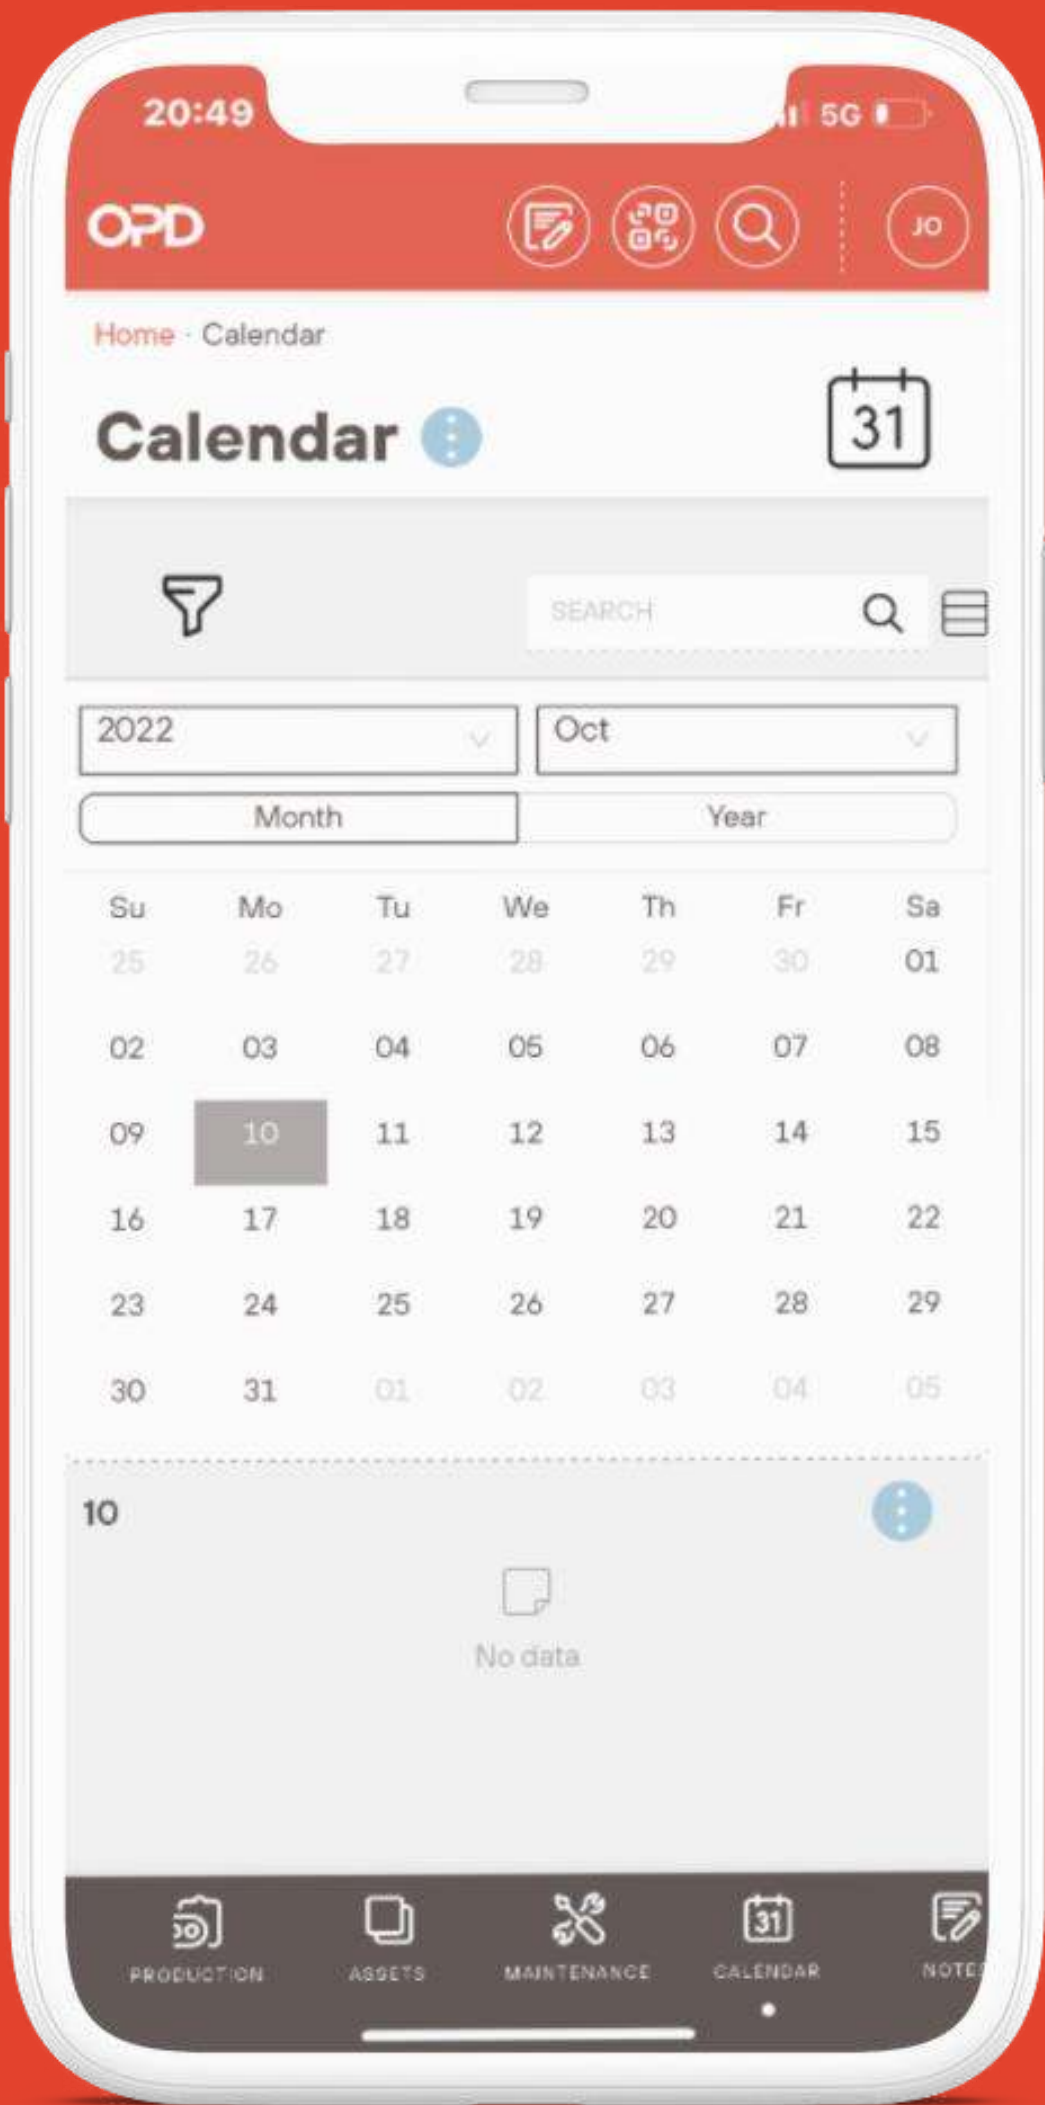 20:49 5G
OPD JO
Home · Calendar
Calendar
31
SEARCH
2022 Oct
Month Year
Su Mo Tu We Th Fr Sa
25 26 27 28 29 30 01
02 03 04 05 06 07 08
09 10 11 12 13 14 15
16 17 18 19 20 21 22
23 24 25 26 27 28 29
30 31 01 02 03 04 05
10
No data
31
PRODUCTION ASSETS MAINTENANCE CALENDAR NOTE